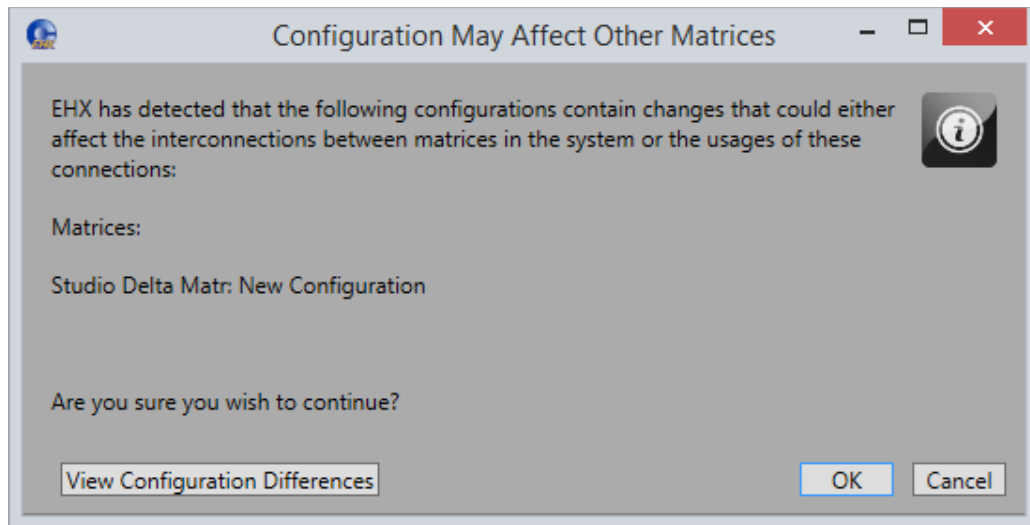 Configuration May Affect Other Matrices
EHX has detected that the following configurations contain changes that could either
affect the interconnections between matrices in the system or the usages of these
connections:
Matrices:
Studio Delta Matr: New Configuration
Are you sure you wish to continue?
View Configuration Differences
OK
Cancel